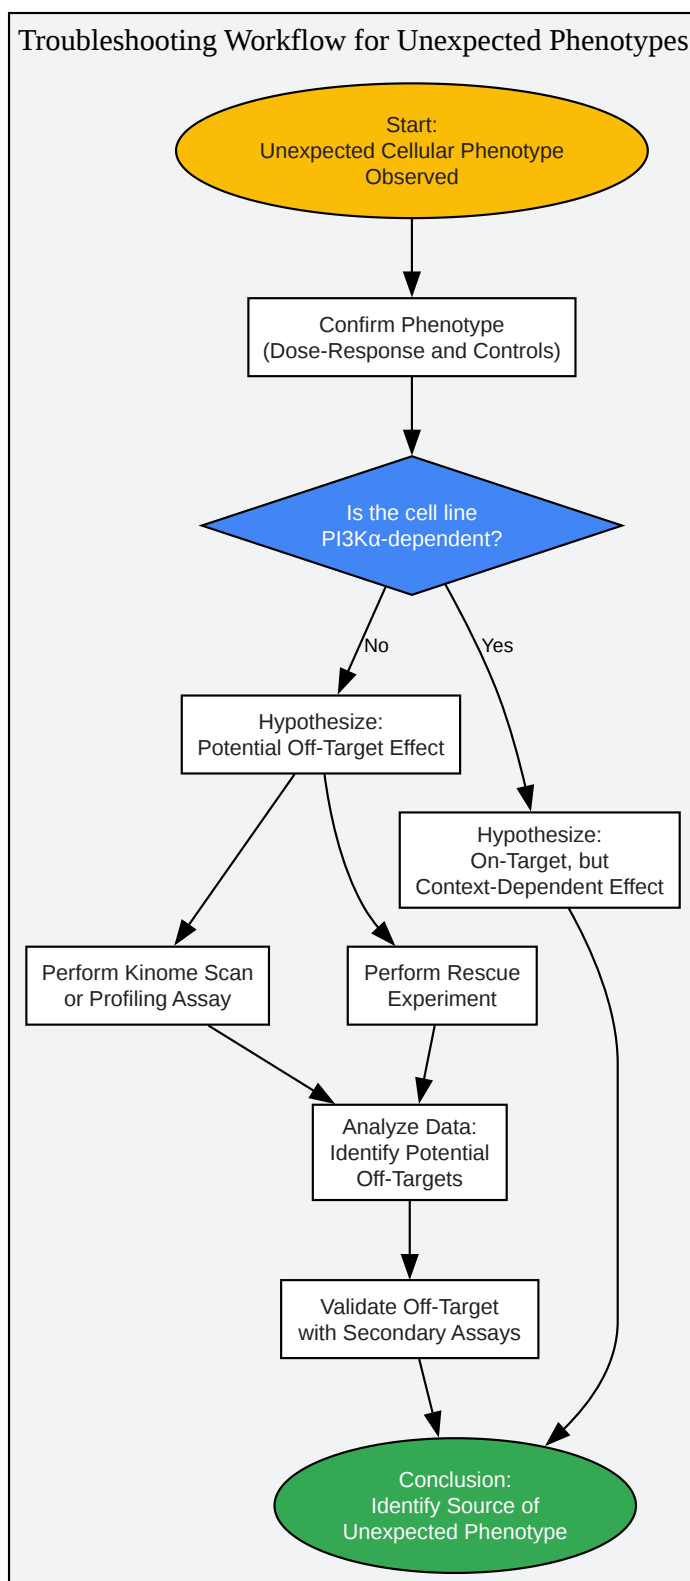 Troubleshooting Workflow for Unexpected Phenotypes
Start:
Unexpected Cellular Phenotype
Observed
Confirm Phenotype
(Dose-Response and Controls)
Is the cell line
PI3Kα-dependent?
No
Yes
Hypothesize:
Potential Off-Target Effect
Hypothesize:
On-Target, but
Context-Dependent Effect
Perform Kinome Scan
or Profiling Assay
Perform Rescue
Experiment
Analyze Data:
Identify Potential
Off-Targets
Validate Off-Target
with Secondary Assays
Conclusion:
Identify Source of
Unexpected Phenotype